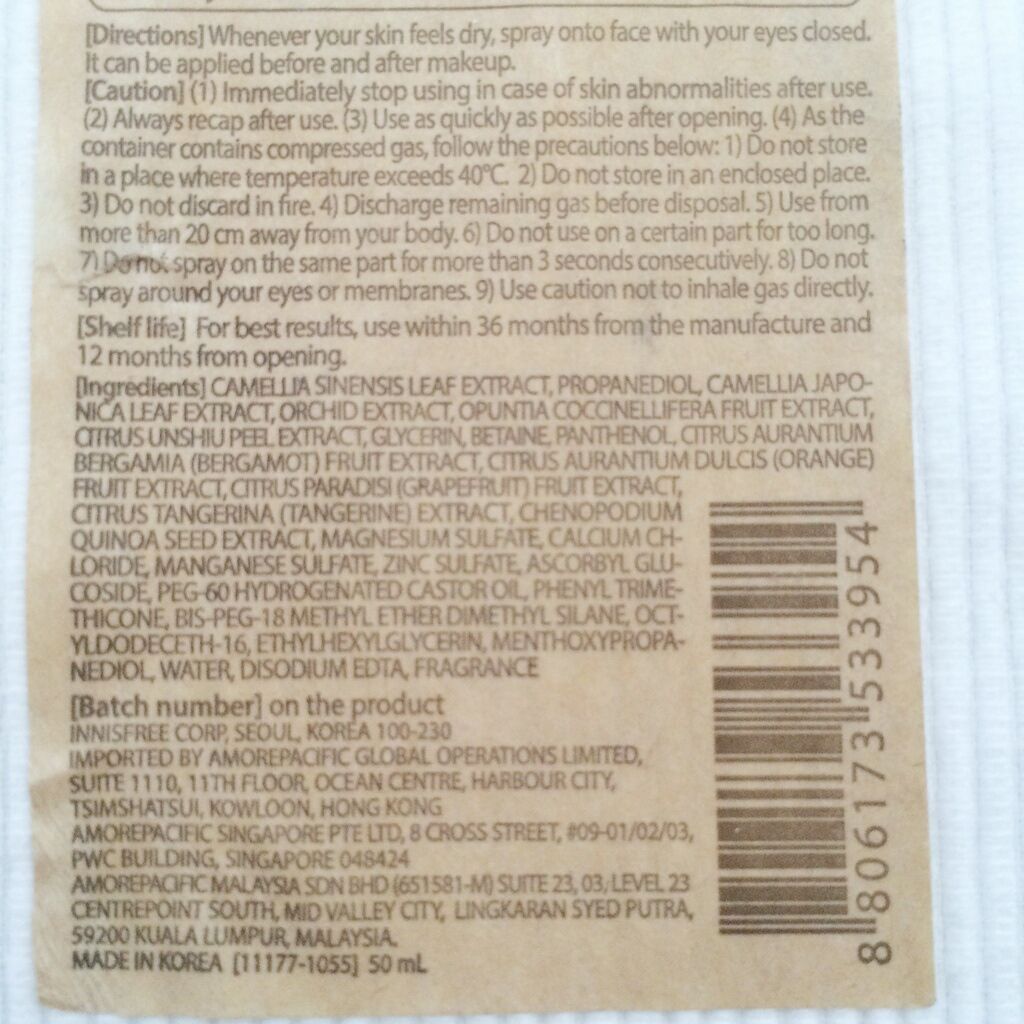 [Directions] Whenever your skin feels dry, spray onto face with your eyes closed.
It can be applied before and after makeup.
[Caution] (1) Immediately stop using in case of skin abnormalities after use.
(2) Always recap after use. (3) Use as quickly as possible after opening. (4) As the
container contains compressed gas, follow the precautions below: 1) Do not store
in a place where temperature exceeds 40°C. 2) Do not store in an enclosed place.
3) Do not discard in fire. 4) Discharge remaining gas before disposal. 5) Use from
more than 20 cm away from your body. 6) Do not use on a certain part for too long.
7) Do not spray on the same part for more than 3 seconds consecutively. 8) Do not
spray around your eyes or membranes. 9) Use caution not to inhale gas directly.
[Shelf life] For best results, use within 36 months from the manufacture and
12 months from opening.
[Ingredients] CAMELLIA SINENSIS LEAF EXTRACT, PROPANEDIOL, CAMELLIA JAPO-
NICA LEAF EXTRACT, ORCHID EXTRACT, OPUNTIA COCCINELLIFERA FRUIT EXTRACT,
CITRUS UNSHIU PEEL EXTRACT, GLYCERIN, BETAINE, PANTHENOL, CITRUS AURANTIUM
BERGAMIA (BERGAMOT) FRUIT EXTRACT, CITRUS AURANTIUM DULCIS (ORANGE)
FRUIT EXTRACT, CITRUS PARADISI (GRAPEFRUIT) FRUIT EXTRACT,
CITRUS TANGERINA (TANGERINE) EXTRACT, CHENOPODIUM
QUINOA SEED EXTRACT, MAGNESIUM SULFATE, CALCIUM CH-
LORIDE, MANGANESE SULFATE, ZINC SULFATE, ASCORBYL GLU-
COSIDE, PEG-60 HYDROGENATED CASTOR OIL, PHENYL TRIME-
THICONE, BIS-PEG-18 METHYL ETHER DIMETHYL SILANE, OCT-
YLDODECETH-16, ETHYLHEXYLGLYCERIN, MENTHOXYPROPA-
NEDIOL, WATER, DISODIUM EDTA, FRAGRANCE
[Batch number] on the product
INNISFREE CORP, SEOUL, KOREA 100-230
IMPORTED BY AMOREPACIFIC GLOBAL OPERATIONS LIMITED,
SUITE 1110, 11TH FLOOR, OCEAN CENTRE, HARBOUR CITY,
TSIMSHATSUI, KOWLOON, HONG KONG
AMOREPACIFIC SINGAPORE PTE LTD, 8 CROSS STREET, #09-01/02/03,
PWC BUILDING, SINGAPORE 048424
AMOREPACIFIC MALAYSIA SDN BHD (651581-M) SUITE 23, 03, LEVEL 23
CENTREPOINT SOUTH, MID VALLEY CITY, LINGKARAN SYED PUTRA,
59200 KUALA LUMPUR, MALAYSIA.
MADE IN KOREA [11177-1055] 50 mL
8 806173 533954